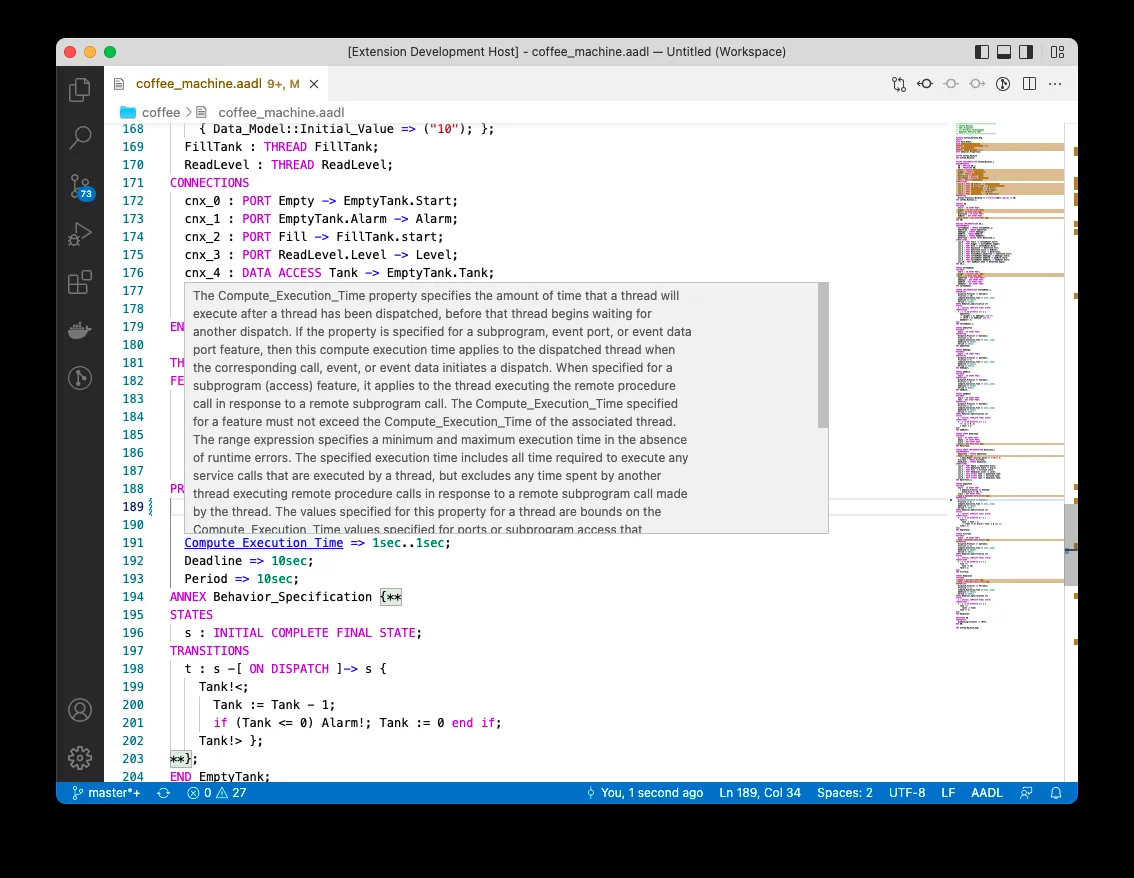 [Extension Development Host] - coffee_machine.aadl — Untitled (Workspace)
coffee_machine.aadl 9+, M
coffee > coffee_machine.aadl
168 { Data_Model::Initial_Value => ("10"); };
169 FillTank : THREAD FillTank;
170 ReadLevel : THREAD ReadLevel;
171 CONNECTIONS
172 cnx_0 : PORT Empty -> EmptyTank.Start;
173 cnx_1 : PORT EmptyTank.Alarm -> Alarm;
174 cnx_2 : PORT Fill -> FillTank.start;
175 cnx_3 : PORT ReadLevel.Level -> Level;
176 cnx_4 : DATA ACCESS Tank -> EmptyTank.Tank;
177
178
179 EN
180
181 TH
182 FE
183
184
185
186
187
188 PR
189
190
The Compute_Execution_Time property specifies the amount of time that a thread will
execute after a thread has been dispatched, before that thread begins waiting for
another dispatch. If the property is specified for a subprogram, event port, or event data
port feature, then this compute execution time applies to the dispatched thread when
the corresponding call, event, or event data initiates a dispatch. When specified for a
subprogram (access) feature, it applies to the thread executing the remote procedure
call in response to a remote subprogram call. The Compute_Execution_Time specified
for a feature must not exceed the Compute_Execution_Time of the associated thread.
The range expression specifies a minimum and maximum execution time in the absence
of runtime errors. The specified execution time includes all time required to execute any
service calls that are executed by a thread, but excludes any time spent by another
thread executing remote procedure calls in response to a remote subprogram call made
by the thread. The values specified for this property for a thread are bounds on the
Compute_Execution_Time values specified for ports or subprogram access that
191 Compute_Execution_Time => 1sec..1sec;
192 Deadline => 10sec;
193 Period => 10sec;
194 ANNEX Behavior_Specification {**
195 STATES
196 s : INITIAL COMPLETE FINAL STATE;
197 TRANSITIONS
198 t : s -[ ON DISPATCH ]-> s {
199 Tank!<;
200 Tank := Tank - 1;
201 if (Tank <= 0) Alarm!; Tank := 0 end if;
202 Tank!> };
203 **};
204 END EmptyTank;
73
master*+ 0 27 You, 1 second ago Ln 189, Col 34 Spaces: 2 UTF-8 LF AADL